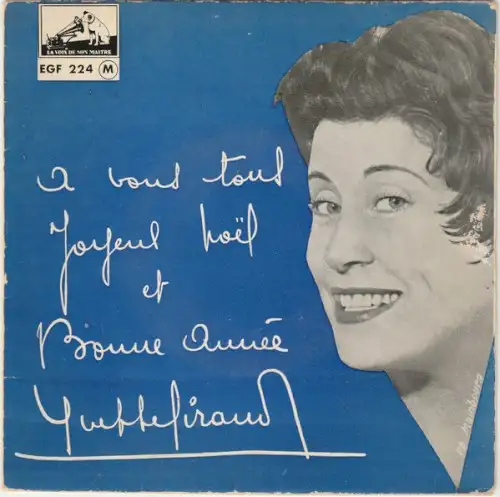 LA VOIX DE SON MAITRE
EGF 224 M
a vous tous
Joyeux noël
et
Bonne année
Yvette Giraud